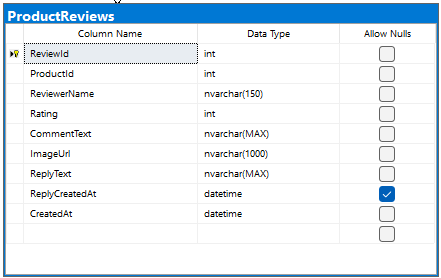 ProductReviews
Column Name Data Type Allow Nulls
ReviewId int
ProductId int
ReviewerName nvarchar(150)
Rating int
CommentText nvarchar(MAX)
ImageUrl nvarchar(1000)
ReplyText nvarchar(MAX)
ReplyCreatedAt datetime
CreatedAt datetime